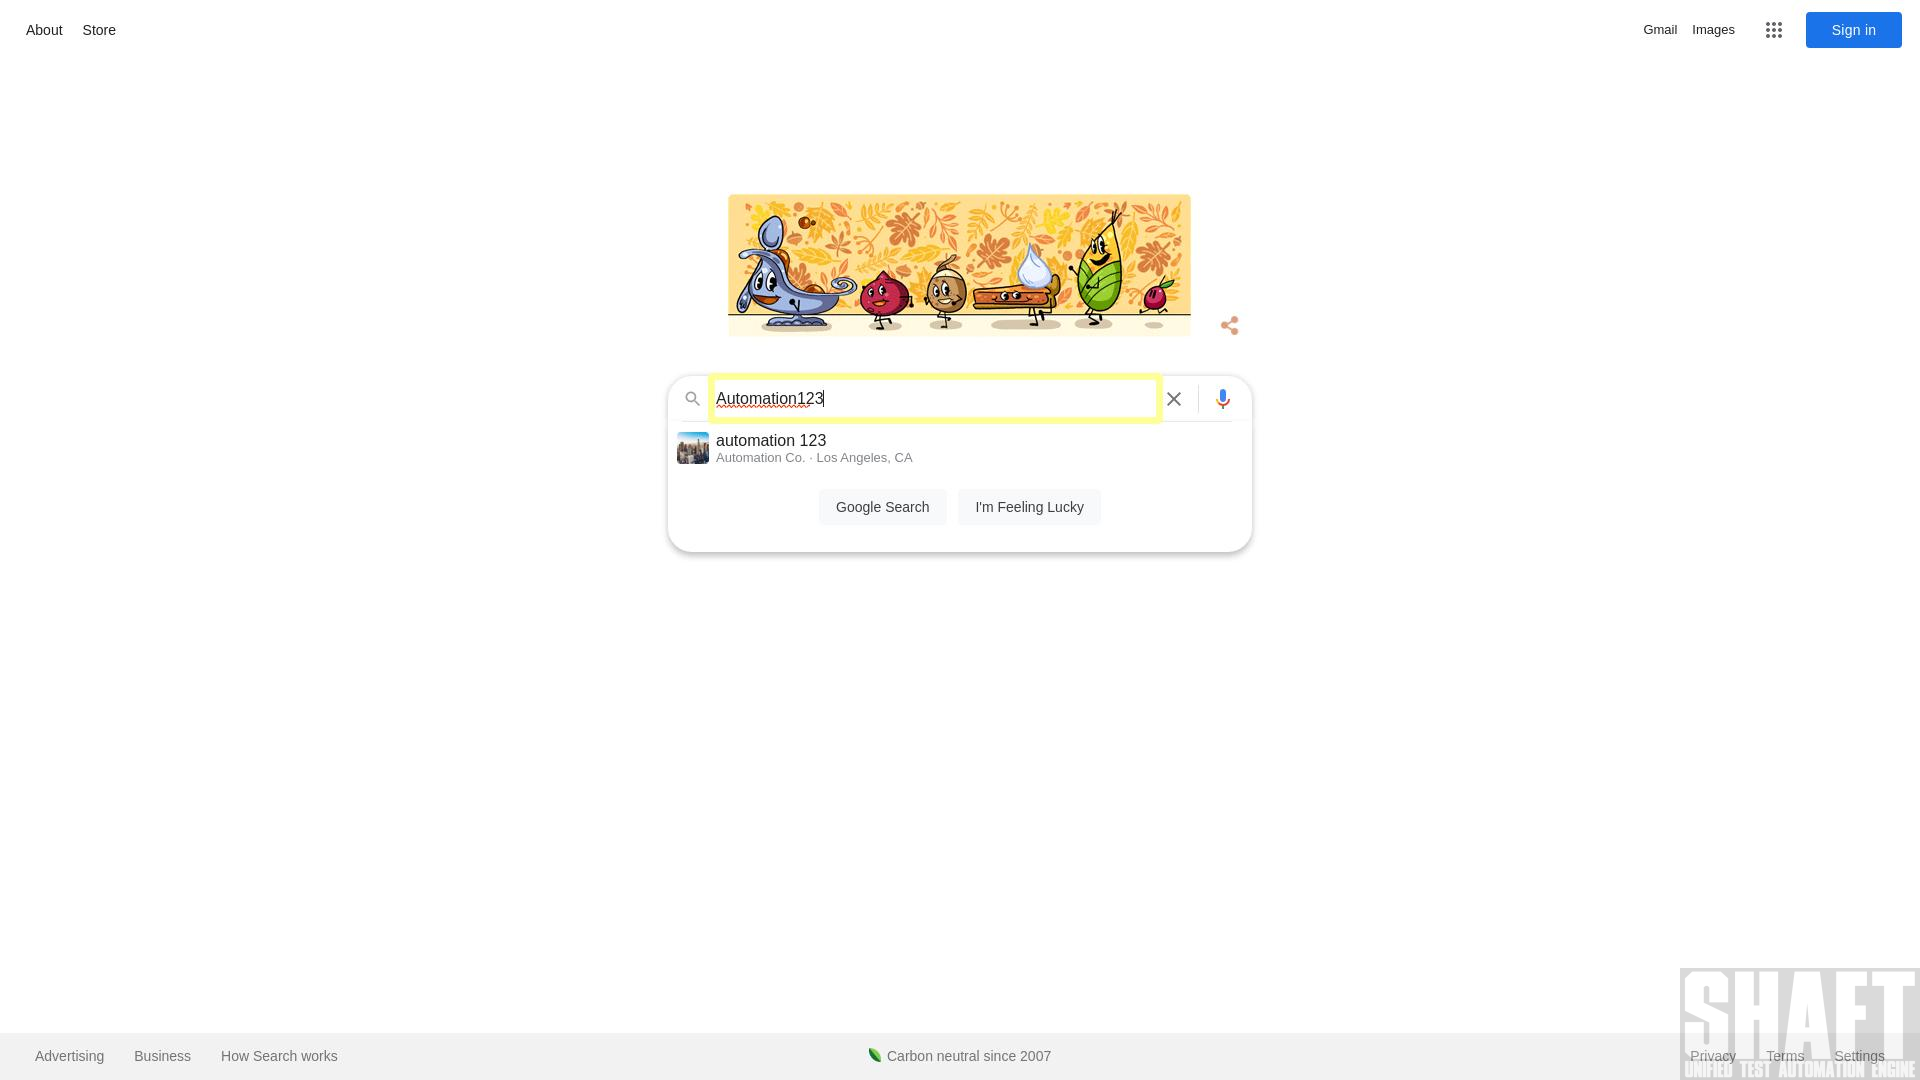 About Store Gmail Images Sign in
Automation123
automation 123
Automation Co. · Los Angeles, CA
Google Search I'm Feeling Lucky
SHAFT
Advertising Business How Search works Carbon neutral since 2007 Privacy Terms Settings
UNIFIED TEST AUTOMATION ENGINE